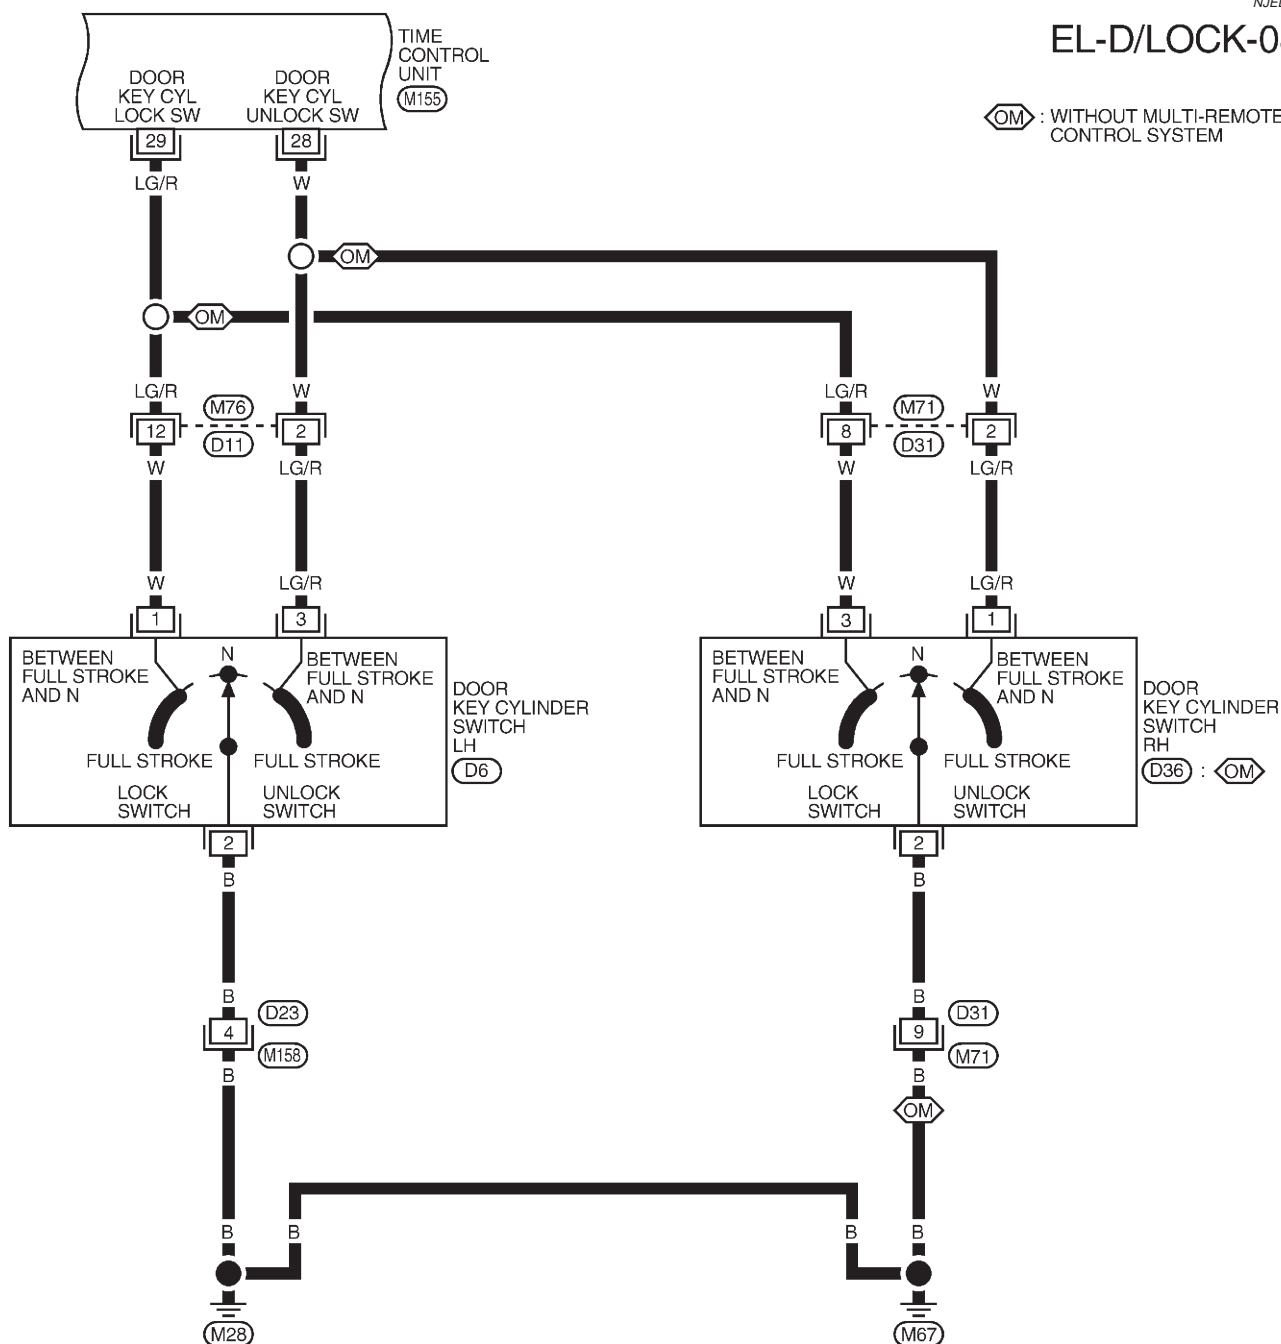 EL-D/LOCK-0
TIME
CONTROL
UNIT
M155
DOOR
KEY CYL
LOCK SW
DOOR
KEY CYL
UNLOCK SW
OM : WITHOUT MULTI-REMOTE
CONTROL SYSTEM
29
28
LG/R
W
OM
OM
LG/R
W
LG/R
W
M76
M71
12
2
8
2
D11
D31
W
LG/R
W
LG/R
W
LG/R
W
LG/R
1
3
3
1
BETWEEN
FULL STROKE
AND N
N
BETWEEN
FULL STROKE
AND N
FULL STROKE
FULL STROKE
LOCK
SWITCH
UNLOCK
SWITCH
DOOR
KEY CYLINDER
SWITCH
LH
D6
BETWEEN
FULL STROKE
AND N
N
BETWEEN
FULL STROKE
AND N
FULL STROKE
FULL STROKE
LOCK
SWITCH
UNLOCK
SWITCH
DOOR
KEY CYLINDER
SWITCH
RH
D36 : OM
2
2
B
B
B
B
D23
D31
4
9
M158
M71
B
B
OM
B
B
B
B
M28
M67